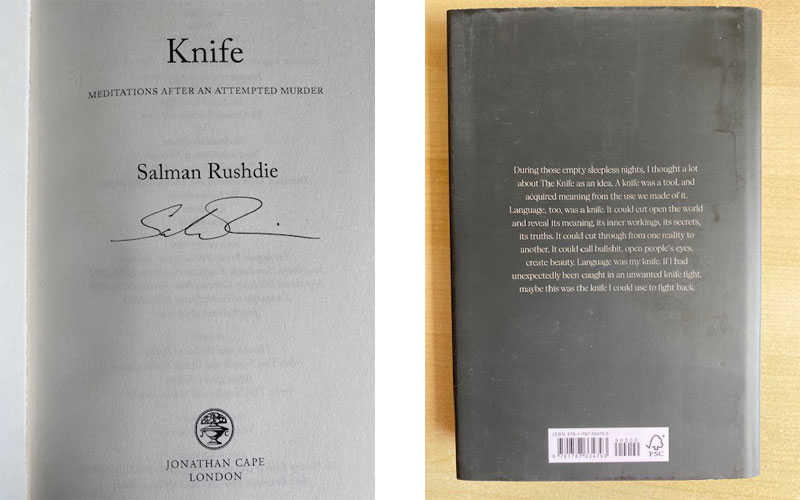 Knife
MEDITATIONS AFTER AN ATTEMPTED MURDER
Salman Rushdie
J C
JONATHAN CAPE
LONDON
During those empty sleepless nights, I thought a lot
about The Knife as an idea. A knife was a tool, and
acquired meaning from the use we made of it.
Language, too, was a knife. It could cut open the world
and reveal its meaning, its inner workings, its secrets,
its truths. It could cut through from one reality to
another. It could call bullshit, open people's eyes,
create beauty. Language was my knife. If I had
unexpectedly been caught in an unwanted knife fight,
maybe this was the knife I could use to fight back.
90000
FSC